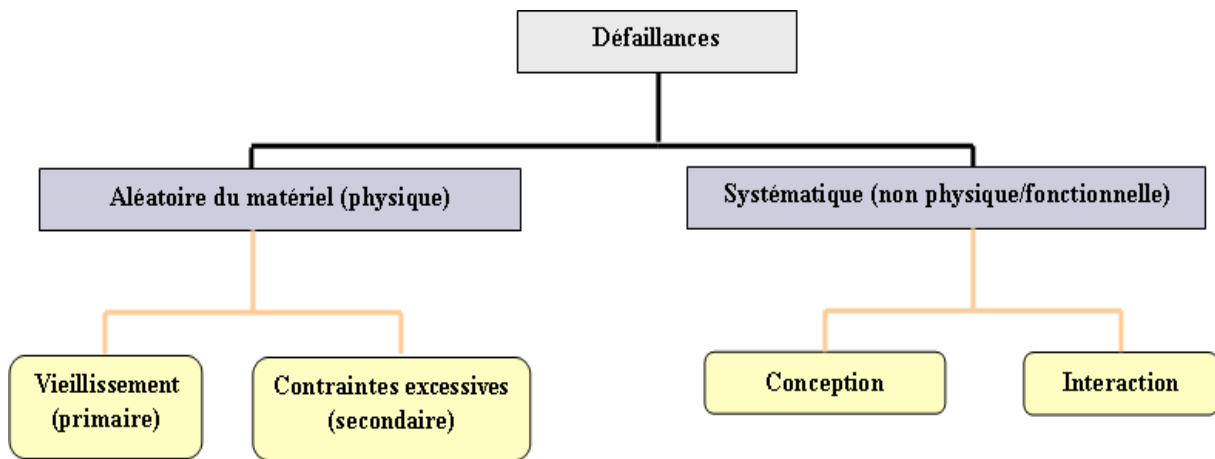 Défaillances
Aléatoire du matériel (physique)
Systématique (non physique/fonctionnelle)
Vieillissement
(primaire)
Contraintes excessives
(secondaire)
Conception
Interaction